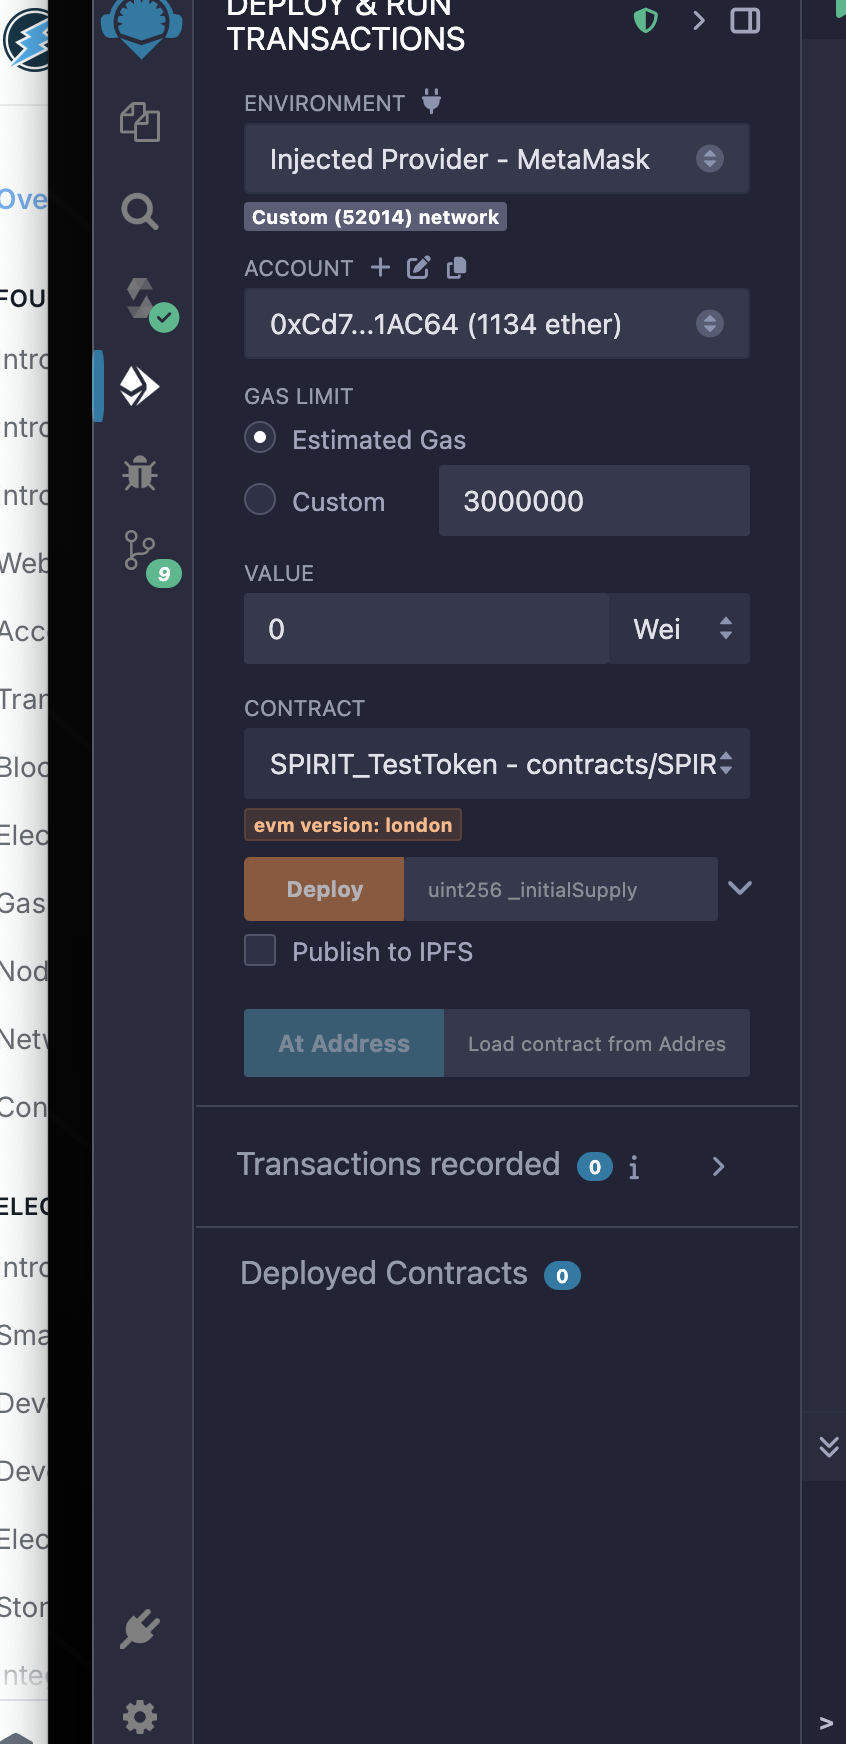 DEPLOY & RUN
TRANSACTIONS
ENVIRONMENT
Injected Provider - MetaMask
Custom (52014) network
ACCOUNT
0xCd7...1AC64 (1134 ether)
GAS LIMIT
Estimated Gas
Custom
3000000
9
VALUE
0
Wei
CONTRACT
SPIRIT_TestToken - contracts/SPIR
evm version: london
Deploy
uint256 _initialSupply
Publish to IPFS
At Address
Load contract from Addres
Transactions recorded 0 i
Deployed Contracts 0
>
Ove
FOU
Intro
Intro
Intro
Web
Acc
Tran
Bloc
Elec
Gas
Nod
Netw
Con
ELEC
Intro
Sma
Dev
Dev
Elec
Stor
Inte